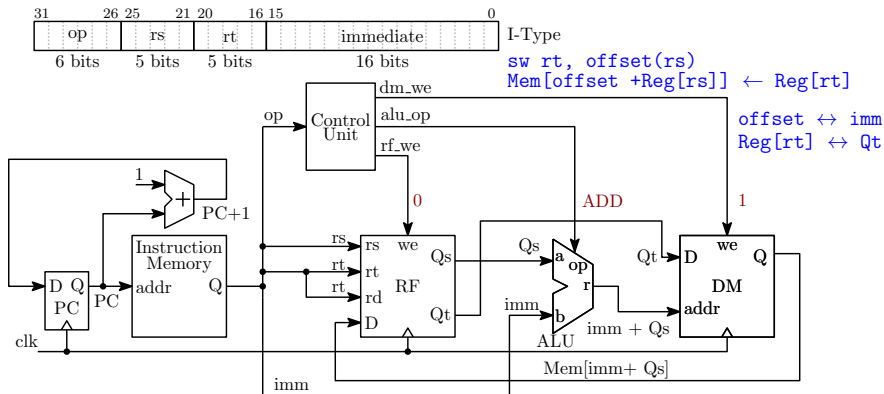 31 26 25 21 20 16 15 0
op rs rt immediate I-Type
6 bits 5 bits 5 bits 16 bits
sw rt, offset(rs)
Mem[offset +Reg[rs]] ← Reg[rt]
offset ↔ imm
Reg[rt] ↔ Qt
dm_we
op Control Unit alu_op
rf_we
1 + PC+1
0 ADD 1
Instruction Memory
addr Q
D Q
PC PC
clk
rs rs we Qs
rt rt RF
rt rd
D Qt
Qs a op r
imm b
ALU imm + Qs
Qt D we Q
DM
addr
Mem[imm+ Qs]
imm